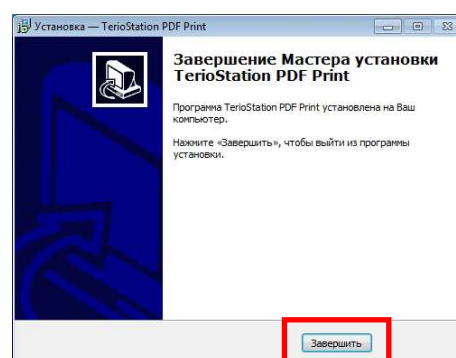 Установка — TerioStation PDF Print
Завершение Мастера установки
TerioStation PDF Print
Программа TerioStation PDF Print установлена на Ваш
компьютер.
Нажмите «Завершить», чтобы выйти из программы
установки.
Завершить